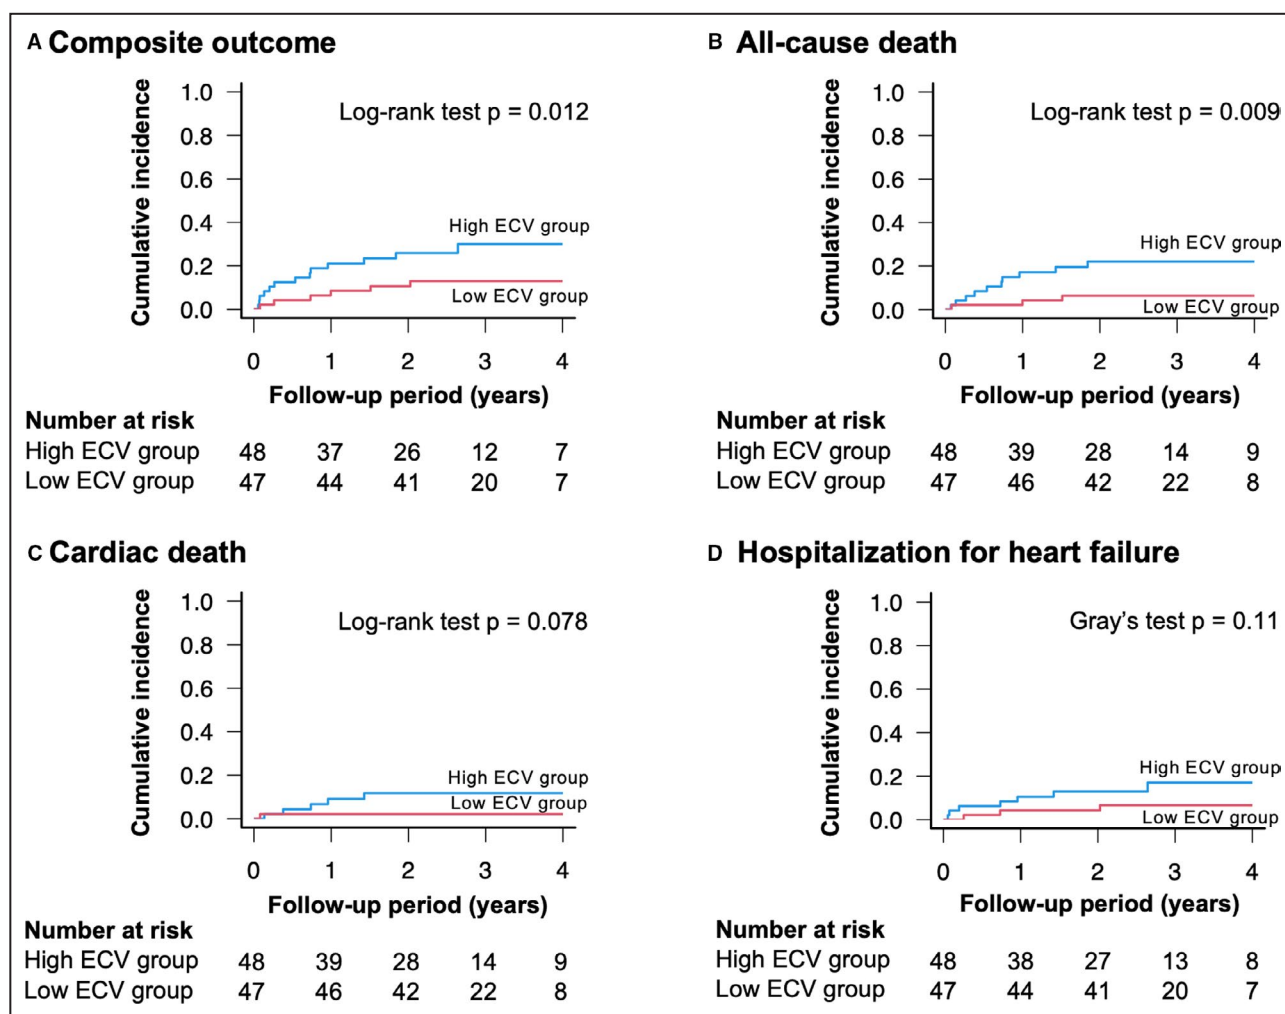 A Composite outcome
Cumulative incidence
1.0
0.8
0.6
0.4
0.2
0.0
Log-rank test p = 0.012
High ECV group
Low ECV group
0 1 2 3 4
Follow-up period (years)
Number at risk
High ECV group 48 37 26 12 7
Low ECV group 47 44 41 20 7
B All-cause death
Cumulative incidence
1.0
0.8
0.6
0.4
0.2
0.0
Log-rank test p = 0.009
High ECV group
Low ECV group
0 1 2 3 4
Follow-up period (years)
Number at risk
High ECV group 48 39 28 14 9
Low ECV group 47 46 42 22 8
C Cardiac death
Cumulative incidence
1.0
0.8
0.6
0.4
0.2
0.0
Log-rank test p = 0.078
High ECV group
Low ECV group
0 1 2 3 4
Follow-up period (years)
Number at risk
High ECV group 48 39 28 14 9
Low ECV group 47 46 42 22 8
D Hospitalization for heart failure
Cumulative incidence
1.0
0.8
0.6
0.4
0.2
0.0
Gray's test p = 0.11
High ECV group
Low ECV group
0 1 2 3 4
Follow-up period (years)
Number at risk
High ECV group 48 38 27 13 8
Low ECV group 47 44 41 20 7